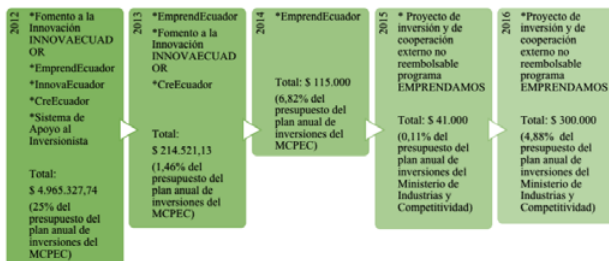 2012
*Fomento a la
Innovación
INNOVAECUAD
OR
*EmprendEcuador
*InnovaEcuador
*CreEcuador
*Sistema de
Apoyo al
Inversionista
Total:
$ 4.965.327,74
(25% del
presupuesto del
plan anual de
inversiones del
MCPEC)
2013
*EmprendEcuador
*Fomento a la
Innovación
INNOVAECUAD
OR
*CreEcuador
Total:
$ 214.521,13
(1,46% del
presupuesto del
plan anual de
inversiones del
MCPEC)
2014
*EmprendEcuador
Total: $ 115.000
(6,82% del
presupuesto del
plan anual de
inversiones del
MCPEC)
2015
* Proyecto de
inversión y de
cooperación
externo no
reembolsable
programa
EMPRENDAMOS
Total: $ 41.000
(0,11% del
presupuesto del
plan anual de
inversiones del
Ministerio de
Industrias y
Competitividad)
2016
*Proyecto de
inversión y de
cooperación
externo no
reembolsable
programa
EMPRENDAMOS
Total: $ 300.000
(4,88% del
presupuesto del
plan anual de
inversiones del
Ministerio de
Industrias y
Competitividad)